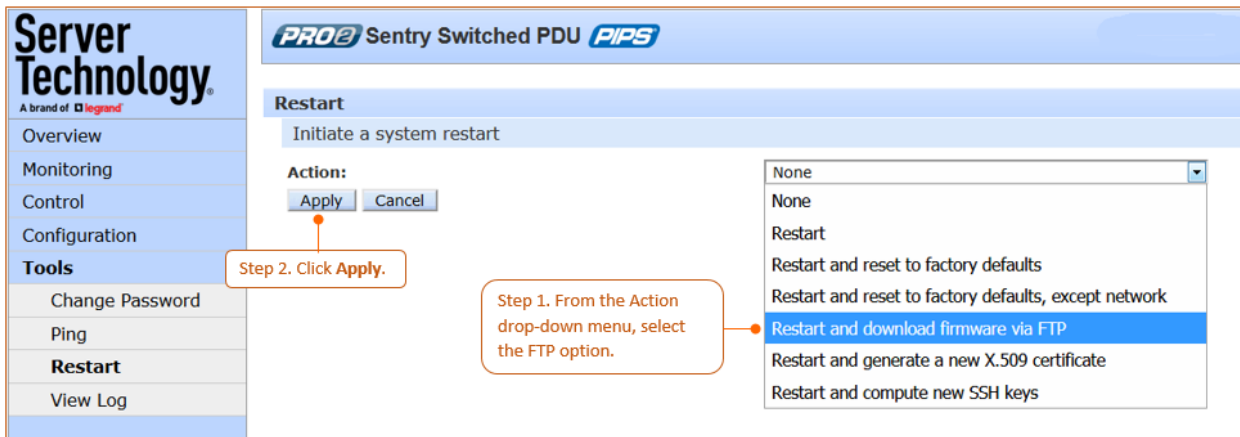 Server
Technology®
A brand of legrand
PRO2 Sentry Switched PDU PIPS
Overview
Monitoring
Control
Configuration
Tools
Change Password
Ping
Restart
View Log
Restart
Initiate a system restart
Action:
None
Apply Cancel
None
Restart
Restart and reset to factory defaults
Restart and reset to factory defaults, except network
Restart and download firmware via FTP
Restart and generate a new X.509 certificate
Restart and compute new SSH keys
Step 1. From the Action
drop-down menu, select
the FTP option.
Step 2. Click Apply.